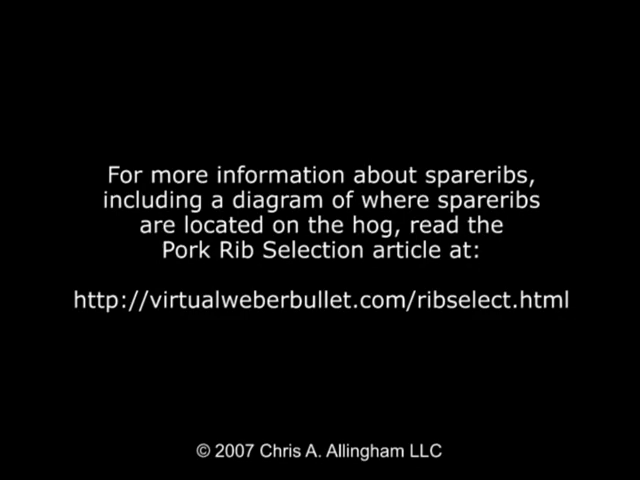 For more information about spareribs,
including a diagram of where spareribs
are located on the hog, read the
Pork Rib Selection article at:
http://virtualweberbullet.com/ribselect.html
© 2007 Chris A. Allingham LLC